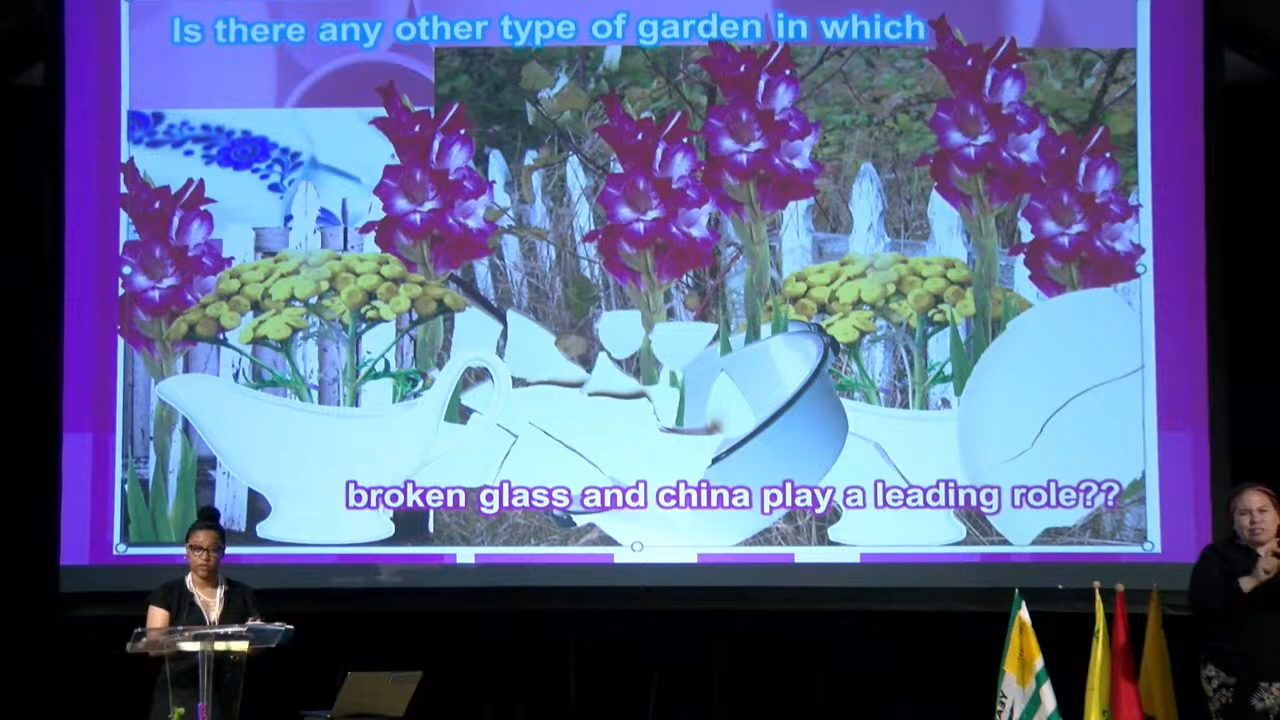 Is there any other type of garden in which
broken glass and china play a leading role??